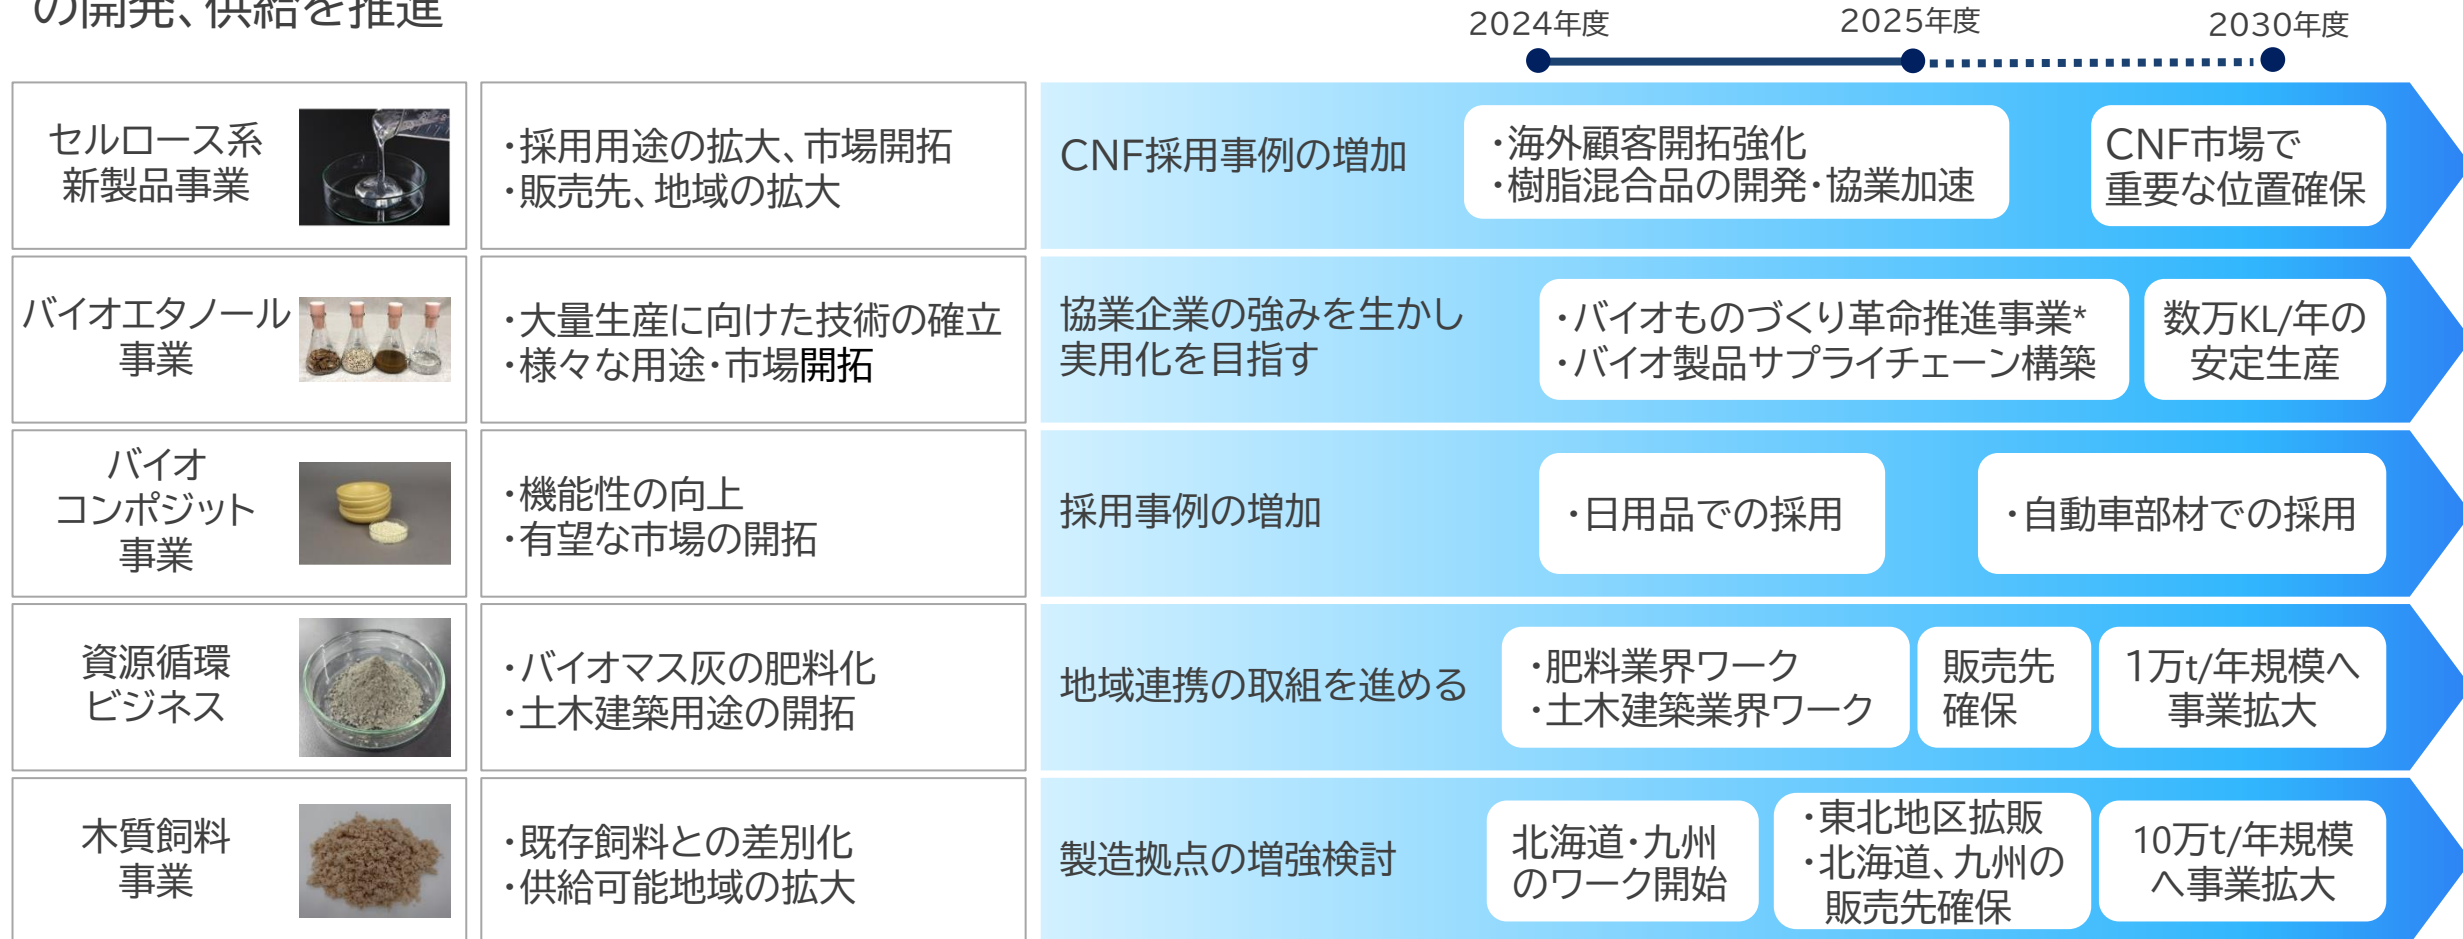 の開発、供給を推進
2024年度
2025年度
2030年度
セルロース系
新製品事業
・採用用途の拡大、市場開拓
・販売先、地域の拡大
CNF採用事例の増加
・海外顧客開拓強化
・樹脂混合品の開発・協業加速
CNF市場で
重要な位置確保
バイオエタノール
事業
・大量生産に向けた技術の確立
・様々な用途・市場開拓
協業企業の強みを生かし
実用化を目指す
・バイオものづくり革命推進事業*
・バイオ製品サプライチェーン構築
数万KL/年の
安定生産
バイオ
コンポジット
事業
・機能性の向上
・有望な市場の開拓
採用事例の増加
・日用品での採用
・自動車部材での採用
資源循環
ビジネス
・バイオマス灰の肥料化
・土木建築用途の開拓
地域連携の取組を進める
・肥料業界ワーク
・土木建築業界ワーク
販売先
確保
1万t/年規模へ
事業拡大
木質飼料
事業
・既存飼料との差別化
・供給可能地域の拡大
製造拠点の増強検討
北海道・九州
のワーク開始
・東北地区拡販
・北海道、九州の
販売先確保
10万t/年規模
へ事業拡大